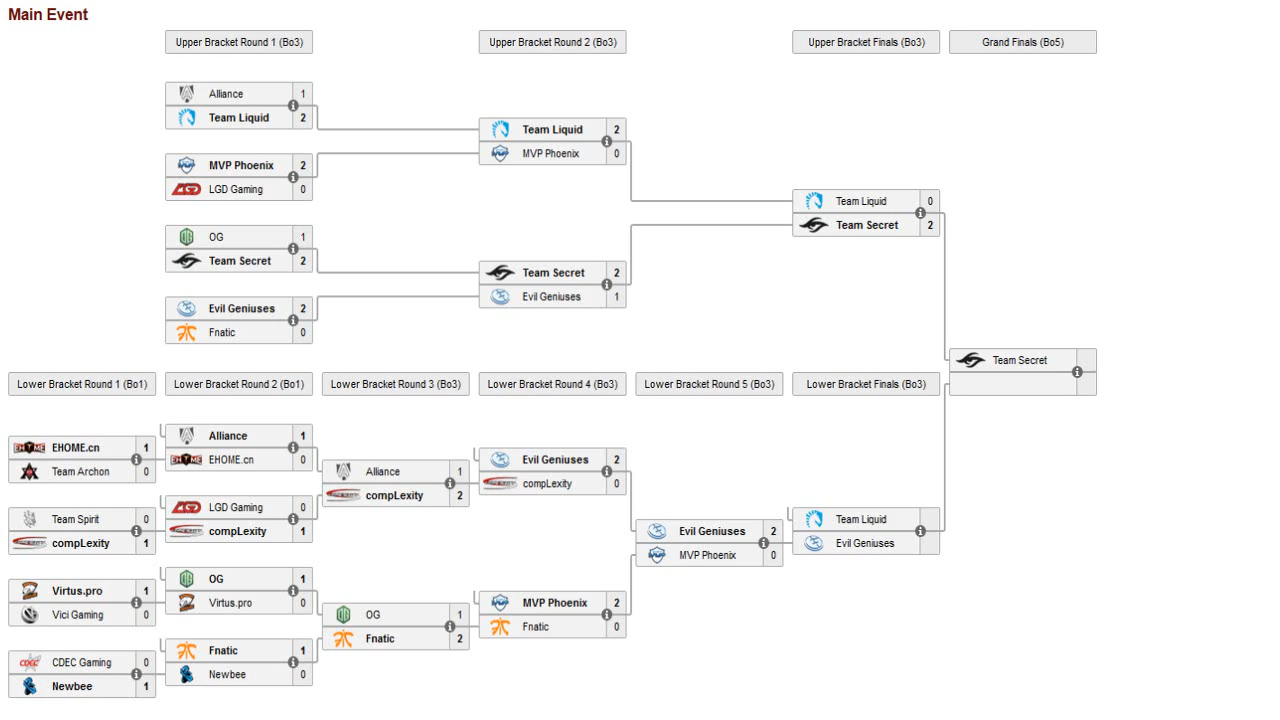 Main Event
Upper Bracket Round 1 (Bo3)
Upper Bracket Round 2 (Bo3)
Upper Bracket Finals (Bo3)
Grand Finals (Bo5)
Alliance 1
Team Liquid 2
MVP Phoenix 2
LGD Gaming 0
OG 1
Team Secret 2
Evil Geniuses 2
Fnatic 0
Team Liquid 2
MVP Phoenix 0
Team Secret 2
Evil Geniuses 1
Team Liquid 0
Team Secret 2
Team Secret
Lower Bracket Round 1 (Bo1)
Lower Bracket Round 2 (Bo1)
Lower Bracket Round 3 (Bo3)
Lower Bracket Round 4 (Bo3)
Lower Bracket Round 5 (Bo3)
Lower Bracket Finals (Bo3)
EHOME.cn 1
Team Archon 0
Team Spirit 0
compLexity 1
Virtus.pro 1
Vici Gaming 0
CDEC Gaming 0
Newbee 1
Alliance 1
EHOME.cn 0
LGD Gaming 0
compLexity 1
OG 1
Virtus.pro 0
Fnatic 1
Newbee 0
Alliance 1
compLexity 2
OG 1
Fnatic 2
Evil Geniuses 2
compLexity 0
MVP Phoenix 2
Fnatic 0
Evil Geniuses 2
MVP Phoenix 0
Team Liquid
Evil Geniuses